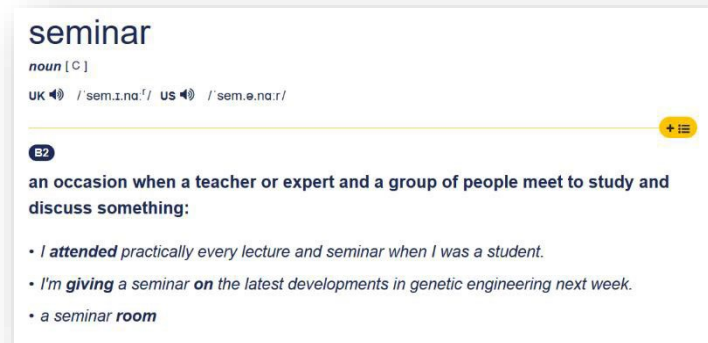 seminar
noun [ C ]
UK /ˈsem.ɪ.nɑːʳ/ US /ˈsem.ə.nɑːr/
+
B2
an occasion when a teacher or expert and a group of people meet to study and
discuss something:
• I attended practically every lecture and seminar when I was a student.
• I'm giving a seminar on the latest developments in genetic engineering next week.
• a seminar room